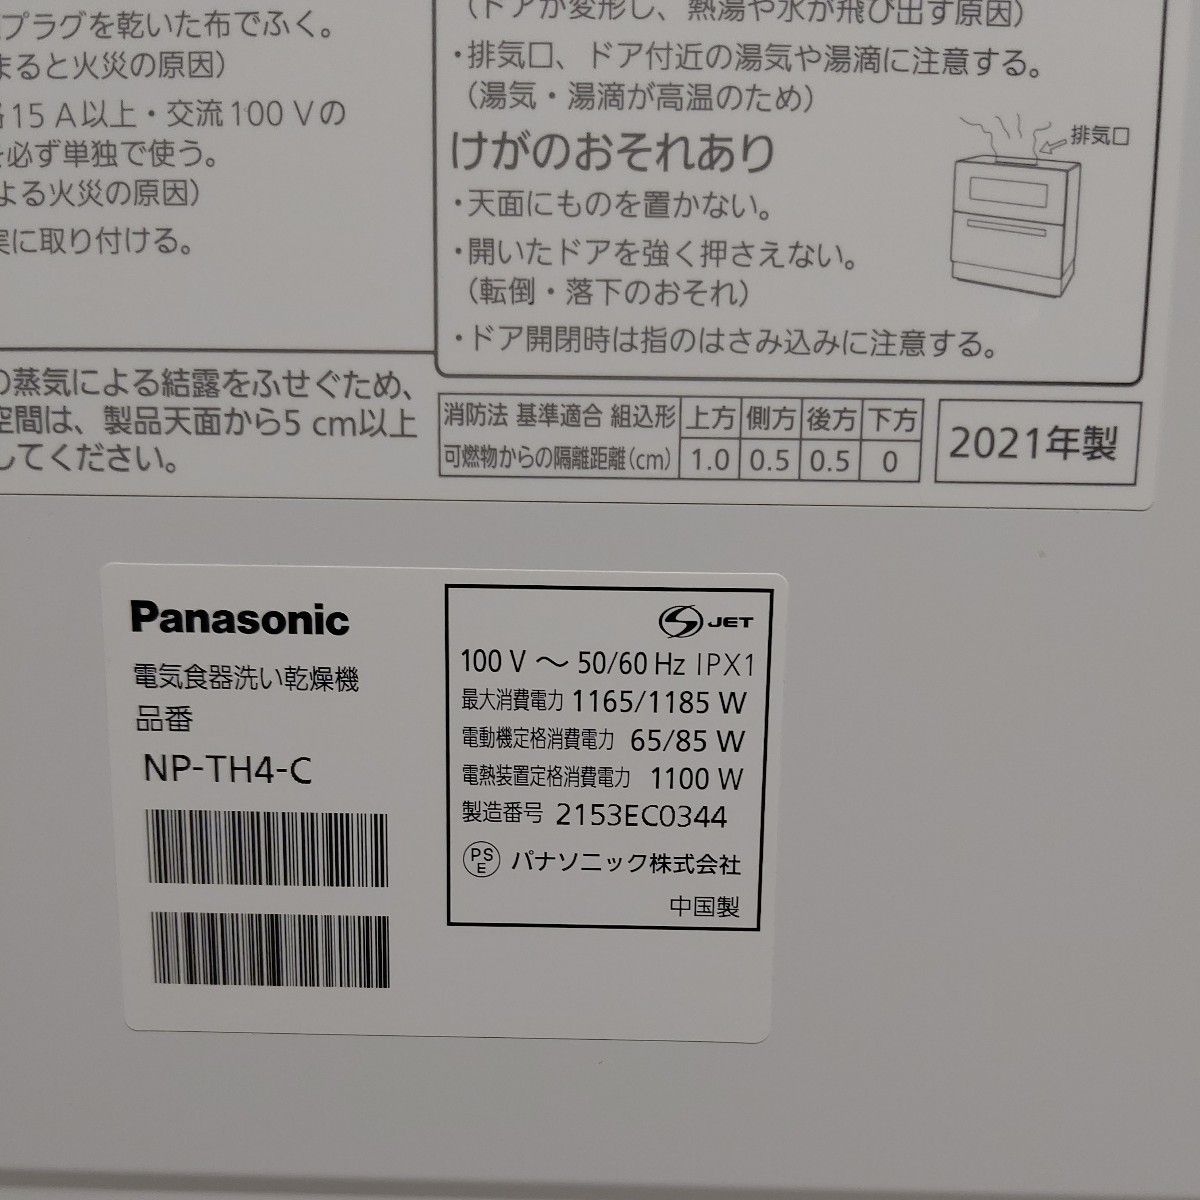 プラグを乾いた布でふく。
まると火災の原因)
15 A以上・交流100 Vの
必ず単独で使う。
よる火災の原因)
実に取り付ける。
の蒸気による結露をふせぐため、
空間は、製品天面から5 cm以上
してください。
(ドアが変形し、熱湯や水が飛び出す原因)
・排気口、ドア付近の湯気や湯滴に注意する。
(湯気・湯滴が高温のため)
けがのおそれあり
・天面にものを置かない。
・開いたドアを強く押さえない。
(転倒・落下のおそれ)
・ドア開閉時は指のはさみ込みに注意する。
排気口
消防法 基準適合 組込形 上方 側方 後方 下方
可燃物からの隔離距離(cm) 1.0 0.5 0.5 0
2021年製
Panasonic
電気食器洗い乾燥機
品番
NP-TH4-C
S JET
100 V ～ 50/60 Hz IPX1
最大消費電力 1165/1185 W
電動機定格消費電力 65/85 W
電熱装置定格消費電力 1100 W
製造番号 2153EC0344
PS E パナソニック株式会社
中国製